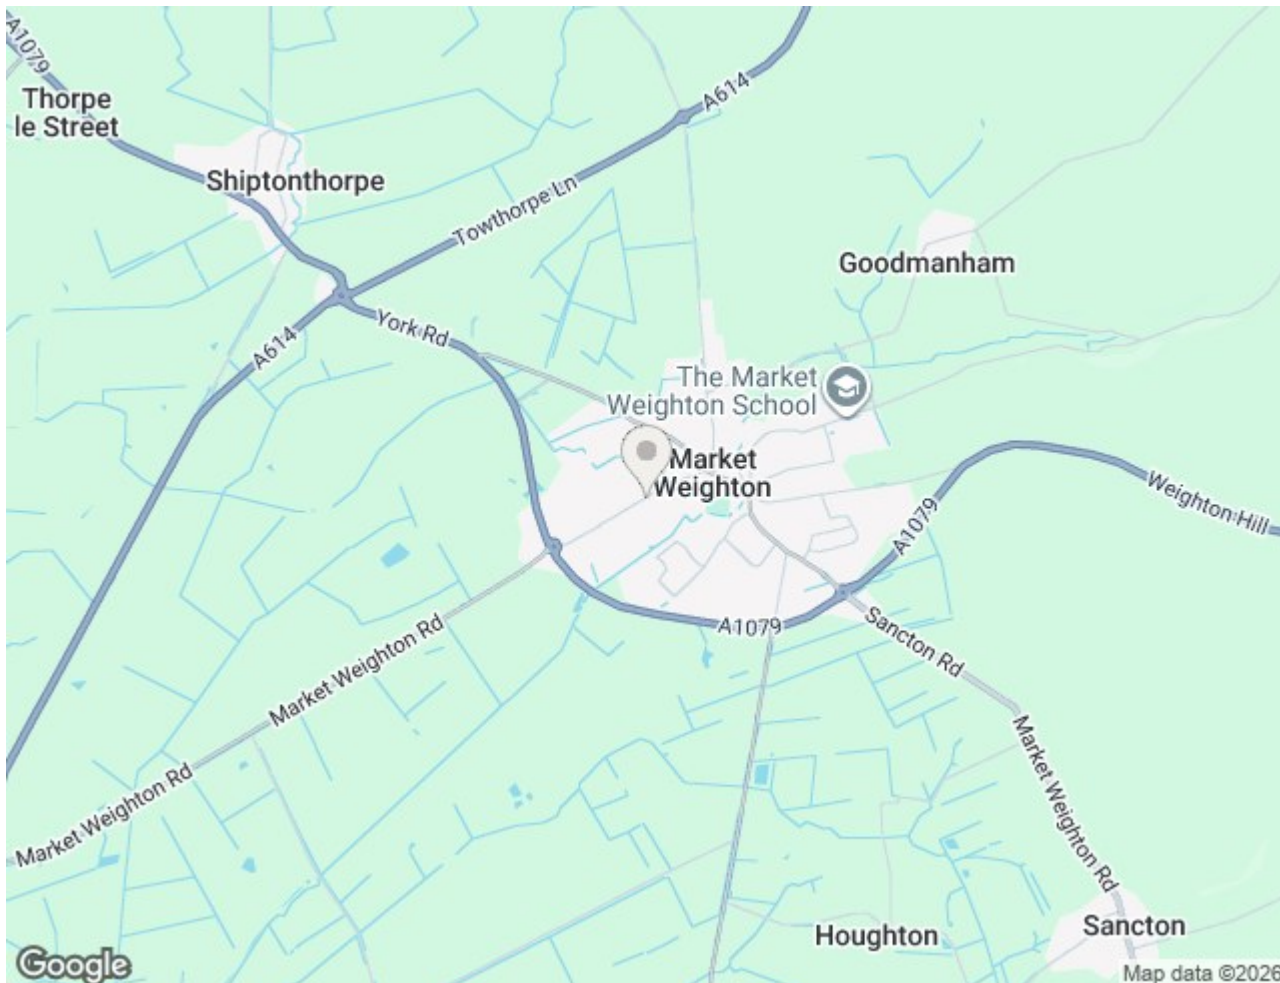 A1079
Thorpe
le Street
Shiptonthorpe
A614
Towthorpe Ln
Goodmanham
York Rd
A614
The Market
Weighton School
Market
Weighton
Weighton Hill
A1079
A1079
Sancton Rd
Market Weighton Rd
Market Weighton Rd
Market Weighton Rd
Houghton
Sancton
Google
Map data ©2026